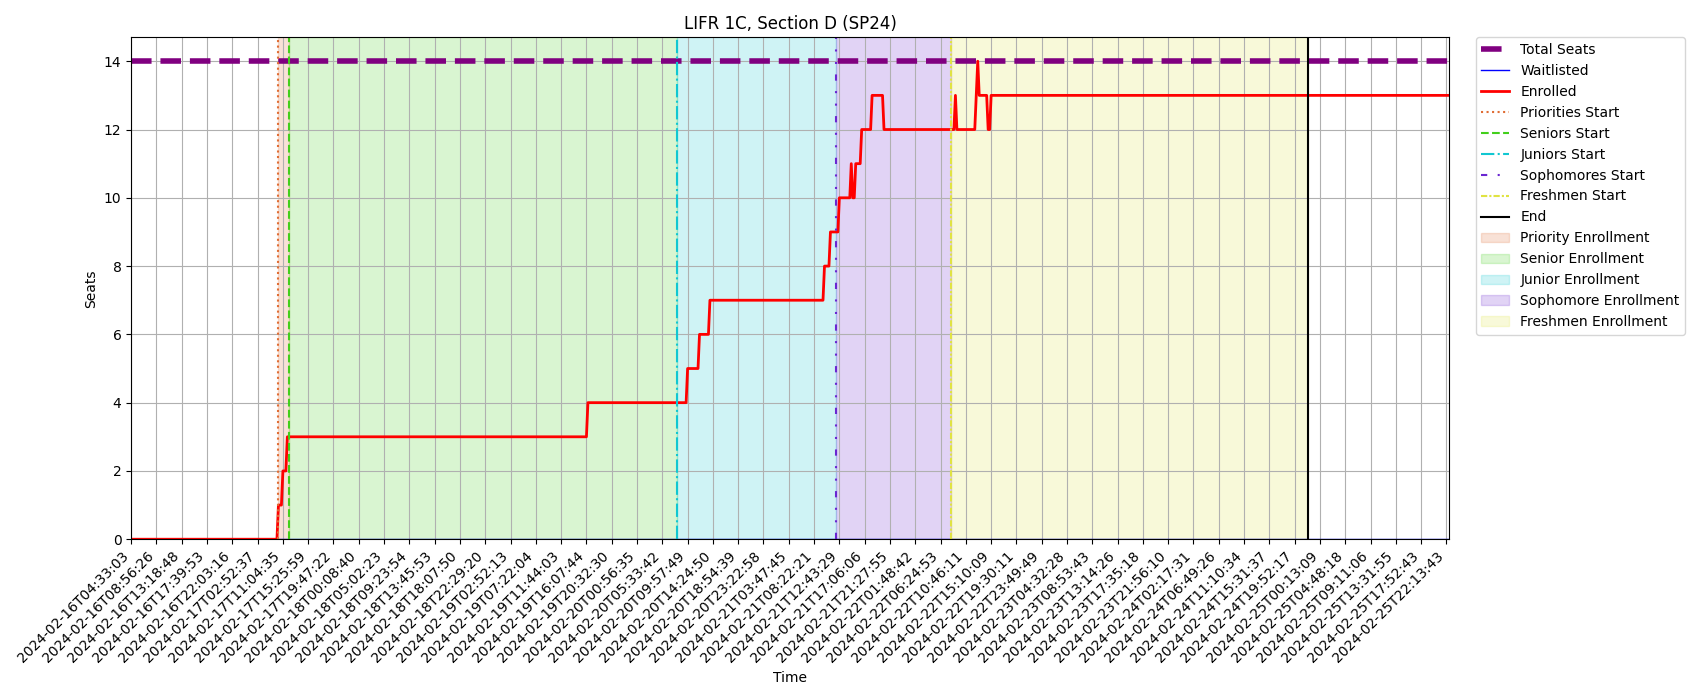 LIFR 1C, Section D (SP24)
Seats
14
12
10
8
6
4
2
0
2024-02-16T04:33:03
2024-02-16T08:56:26
2024-02-16T13:18:48
2024-02-16T17:39:53
2024-02-16T22:03:16
2024-02-17T02:52:37
2024-02-17T11:04:35
2024-02-17T15:25:59
2024-02-17T19:47:22
2024-02-18T00:08:40
2024-02-18T05:02:23
2024-02-18T09:23:54
2024-02-18T13:45:53
2024-02-18T18:07:50
2024-02-18T22:29:20
2024-02-19T02:52:13
2024-02-19T07:22:04
2024-02-19T11:44:03
2024-02-19T16:07:44
2024-02-19T20:32:30
2024-02-20T00:56:35
2024-02-20T05:33:42
2024-02-20T09:57:49
2024-02-20T14:24:50
2024-02-20T18:54:39
2024-02-20T23:22:58
2024-02-21T03:47:45
2024-02-21T08:22:21
2024-02-21T12:43:29
2024-02-21T17:06:06
2024-02-21T21:27:55
2024-02-22T01:48:42
2024-02-22T06:24:53
2024-02-22T10:46:11
2024-02-22T15:10:09
2024-02-22T19:30:11
2024-02-22T23:49:49
2024-02-23T04:32:28
2024-02-23T08:53:43
2024-02-23T13:14:26
2024-02-23T17:35:18
2024-02-23T21:56:10
2024-02-24T02:17:31
2024-02-24T06:49:26
2024-02-24T11:10:34
2024-02-24T15:31:37
2024-02-24T19:52:17
2024-02-25T00:13:09
2024-02-25T04:48:18
2024-02-25T09:11:06
2024-02-25T13:31:55
2024-02-25T17:52:43
2024-02-25T22:13:43
Time
Total Seats
Waitlisted
Enrolled
Priorities Start
Seniors Start
Juniors Start
Sophomores Start
Freshmen Start
End
Priority Enrollment
Senior Enrollment
Junior Enrollment
Sophomore Enrollment
Freshmen Enrollment